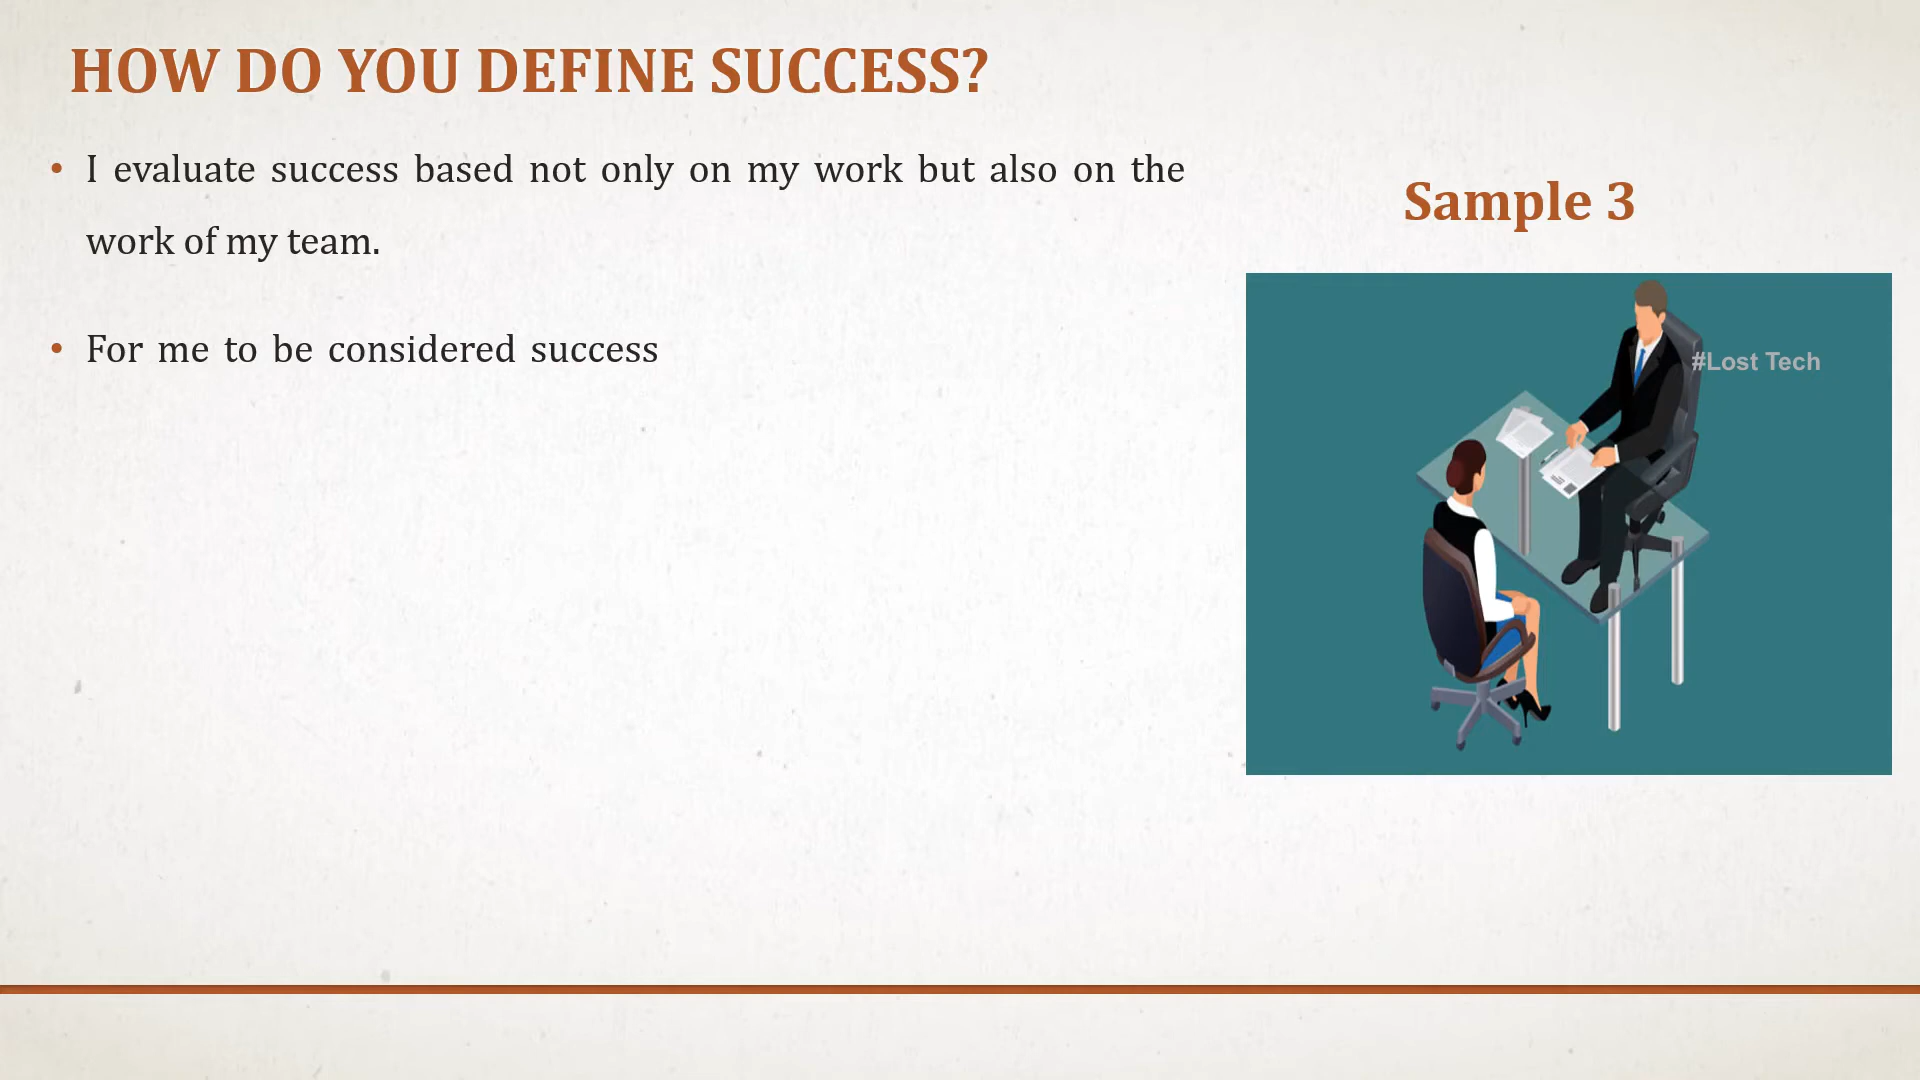 HOW DO YOU DEFINE SUCCESS?
• I evaluate success based not only on my work but also on the
work of my team.
• For me to be considered success
Sample 3
#Lost Tech